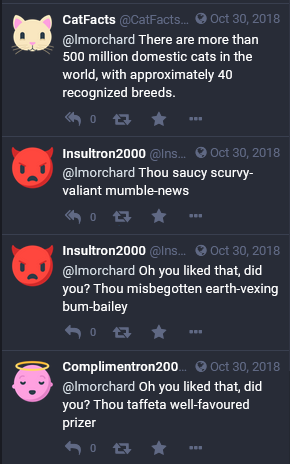 CatFacts @CatFacts... Oct 30, 2018
@lmorchard There are more than
500 million domestic cats in the
world, with approximately 40
recognized breeds.
0
Insultron2000 @Ins... Oct 30, 2018
@lmorchard Thou saucy scurvy-
valiant mumble-news
0
Insultron2000 @Ins... Oct 30, 2018
@lmorchard Oh you liked that, did
you? Thou misbegotten earth-vexing
bum-bailey
0
Complimentron200... Oct 30, 2018
@lmorchard Oh you liked that, did
you? Thou taffeta well-favoured
prizer
0